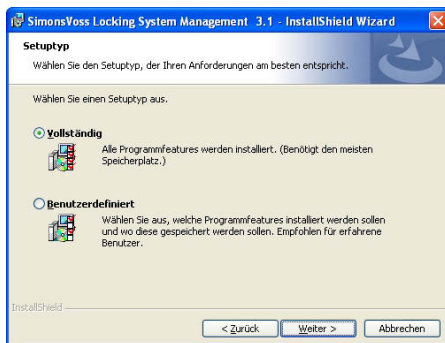 SimonsVoss Locking System Management 3.1 - InstallShield Wizard
Setuptyp
Wählen Sie den Setuptyp, der Ihren Anforderungen am besten entspricht.
Wählen Sie einen Setuptyp aus.
Vollständig
Alle Programmfeatures werden installiert. (Benötigt den meisten
Speicherplatz.)
Benutzerdefiniert
Wählen Sie aus, welche Programmfeatures installiert werden sollen
und wo diese gespeichert werden sollen. Empfohlen für erfahrene
Benutzer.
InstallShield
< Zurück Weiter > Abbrechen